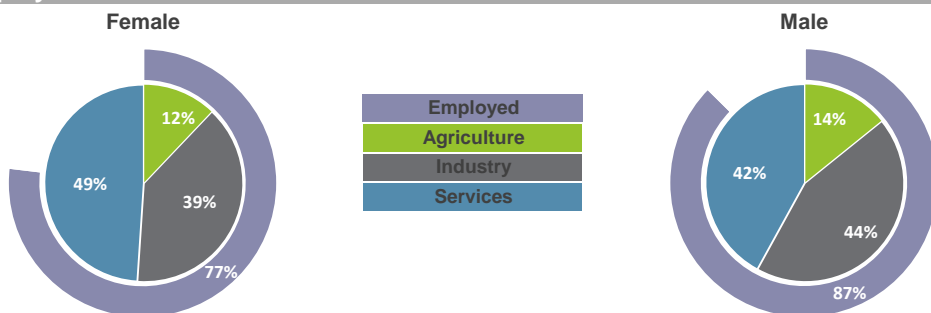 Female
Male
12%
49%
39%
77%
Employed
Agriculture
Industry
Services
14%
42%
44%
87%